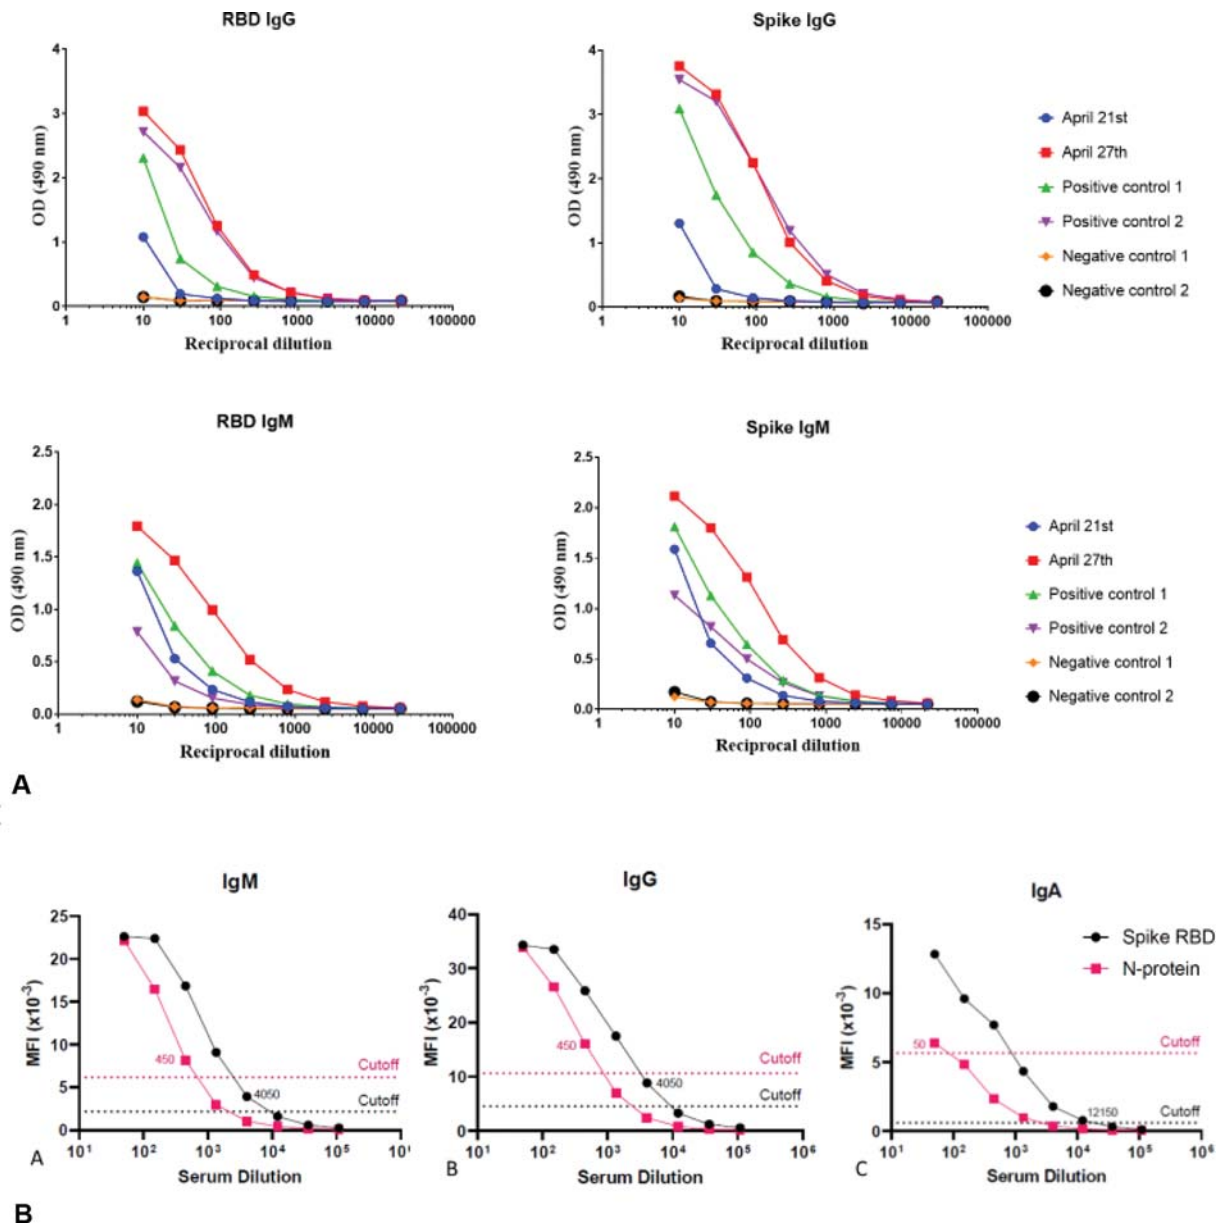 RBD IgG
Spike IgG
4
3
2
1
0
OD (490 nm)
1
10
100
1000
10000
100000
Reciprocal dilution
4
3
2
1
0
OD (490 nm)
1
10
100
1000
10000
100000
Reciprocal dilution
April 21st
April 27th
Positive control 1
Positive control 2
Negative control 1
Negative control 2
RBD IgM
Spike IgM
2.5
2.0
1.5
1.0
0.5
0.0
OD (490 nm)
1
10
100
1000
10000
100000
Reciprocal dilution
2.5
2.0
1.5
1.0
0.5
0.0
OD (490 nm)
1
10
100
1000
10000
100000
Reciprocal dilution
April 21st
April 27th
Positive control 1
Positive control 2
Negative control 1
Negative control 2
A
IgM
25
20
15
10
5
0
MFI (x10⁻³)
450
4050
Cutoff
Cutoff
10¹
10²
10³
10⁴
10⁵
10¹
Serum Dilution
A
IgG
40
30
20
10
0
MFI (x10⁻³)
450
4050
Cutoff
Cutoff
10¹
10²
10³
10⁴
10⁵
10⁶
Serum Dilution
B
IgA
15
10
5
0
MFI (x10⁻³)
50
12150
Cutoff
Cutoff
10¹
10²
10³
10⁴
10⁵
10⁶
Serum Dilution
C
Spike RBD
N-protein
B